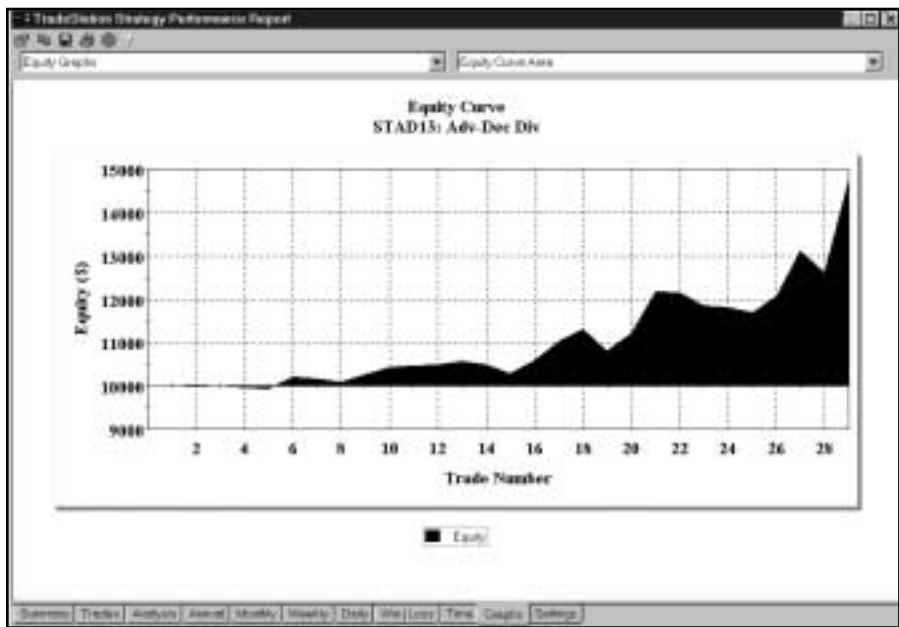 TradeStation Strategy Performance Report
Equity Graphs
Equity Curve Area
Equity Curve
STAD13: Adv-Dec Div
15000
14000
13000
12000
11000
10000
9000
Equity ($)
2 4 6 8 10 12 14 16 18 20 22 24 26 28
Trade Number
Equity
Summary Trades Analysis Annual Monthly Weekly Daily Win/Loss Time Graphs Settings